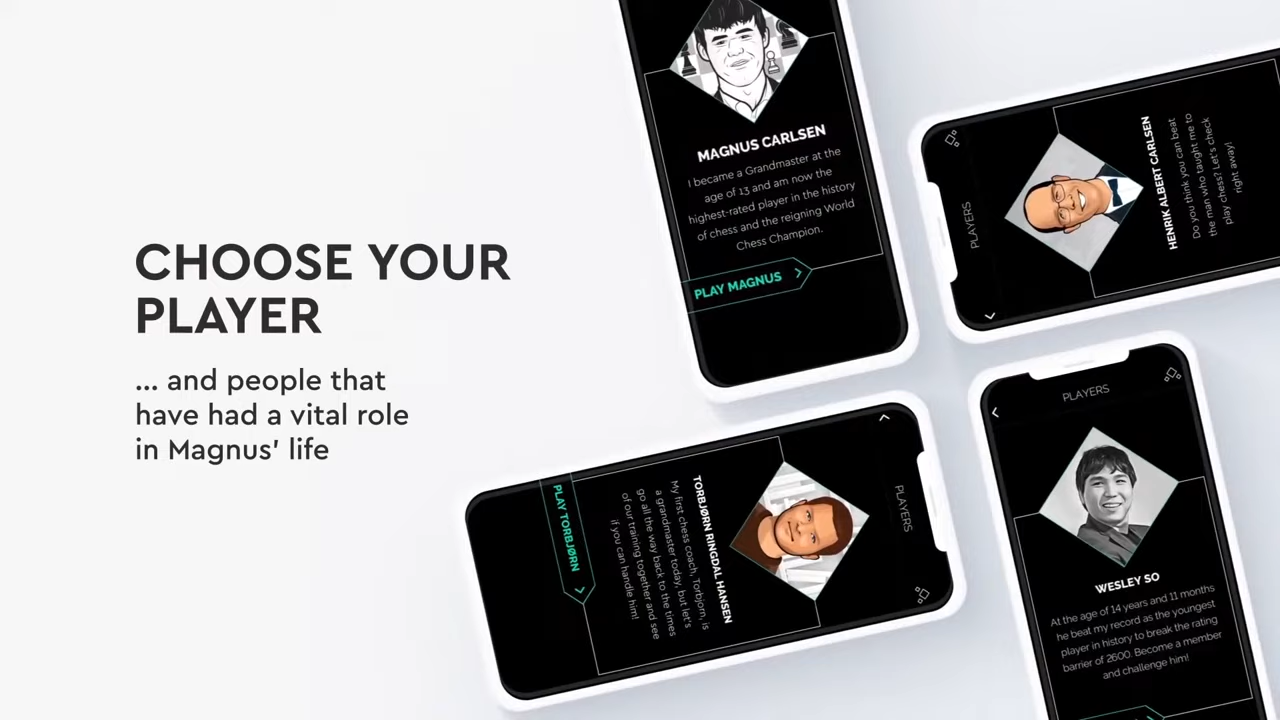 CHOOSE YOUR
PLAYER
... and people that
have had a vital role
in Magnus' life
MAGNUS CARLSEN
I became a Grandmaster at the
age of 13 and am now the
highest-rated player in the history
of chess and the reigning World
Chess Champion.
PLAY MAGNUS
PLAYERS
HENRIK ALBERT CARLSEN
Do you think you can beat
the man who taught me to
play chess? Let's check
right away!
PLAYERS
TORBJØRN RINGDAL HANSEN
My first chess coach, Torbjorn, is
a grandmaster today, but let's
go all the way back to the times
of our training together and see
if you can handle him!
PLAY TORBJØRN
PLAYERS
WESLEY SO
At the age of 14 years and 11 months
he beat my record as the youngest
player in history to break the rating
barrier of 2600. Become a member
and challenge him!